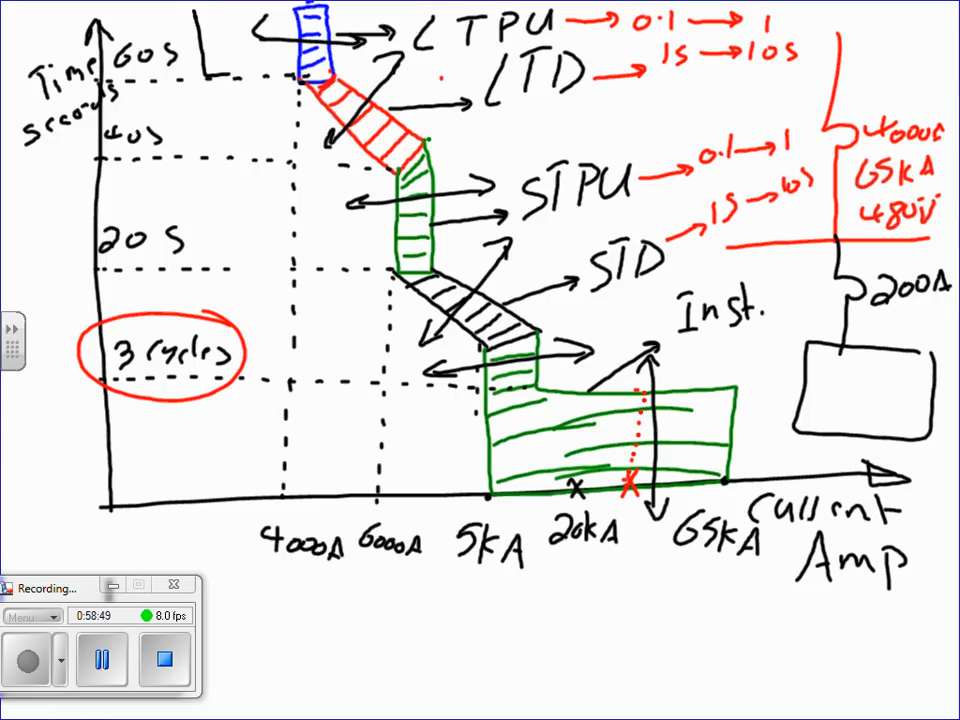 Time
seconds
60s
LTPU → 0.1 → 1
1s → 10s
LTD →
40s
4000A
65kA
480V
STPU → 0.1 → 1
1s → 10s
20s
STD
200A
Inst.
3 cycles
4000A 6000A 5kA 20kA 65kA Current
Amp
Recording...
0:58:49 8.0 fps
Menu